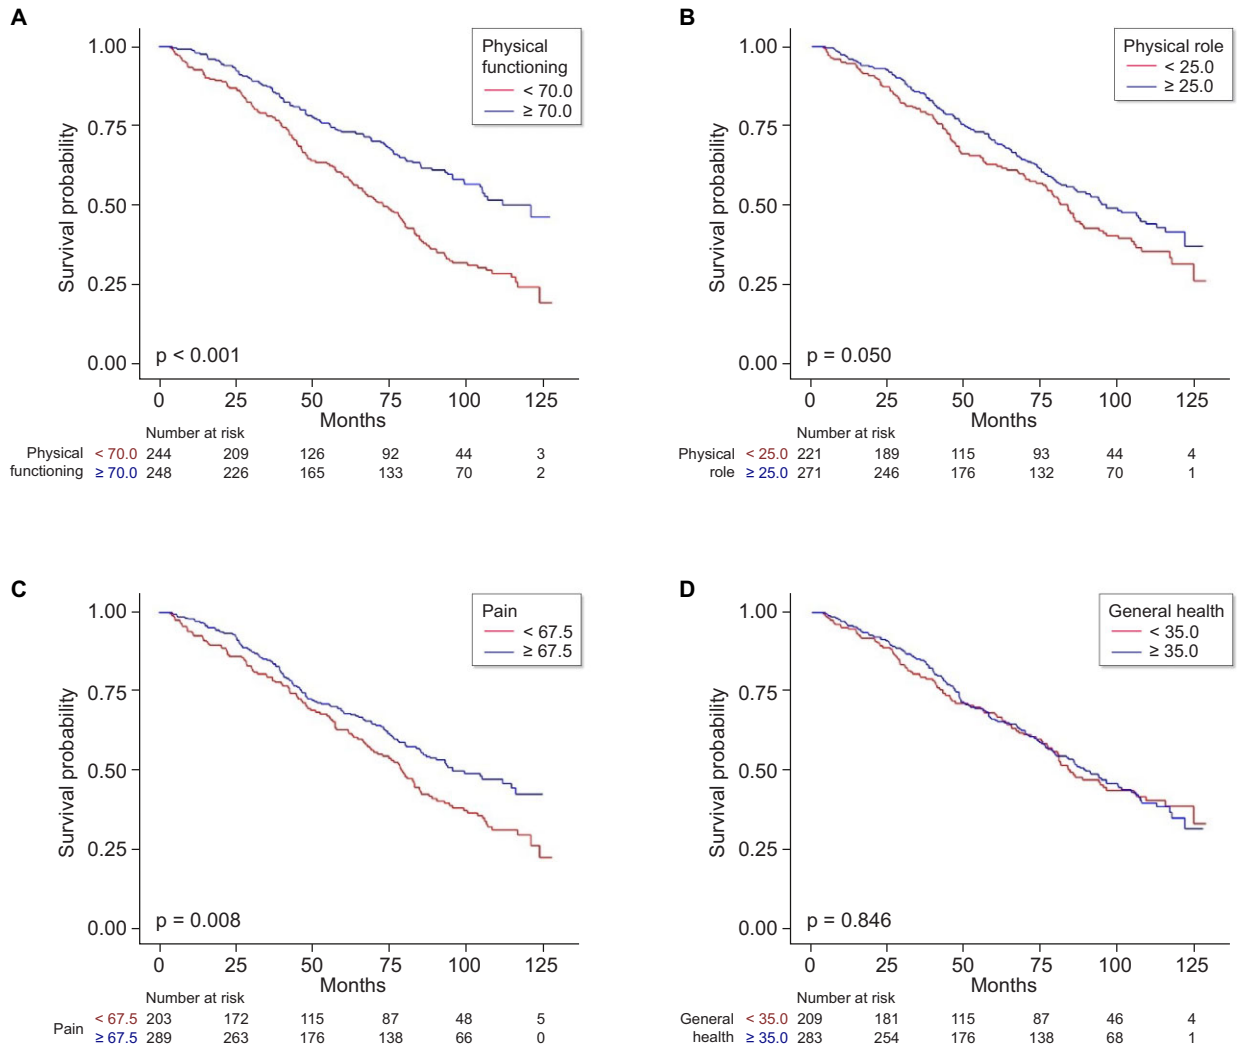 A
Physical
functioning
< 70.0
≥ 70.0
1.00
0.75
0.50
0.25
0.00
Survival probability
p < 0.001
0 25 50 75 100 125
Months
Number at risk
Physical < 70.0 244 209 126 92 44 3
functioning ≥ 70.0 248 226 165 133 70 2
B
Physical role
< 25.0
≥ 25.0
1.00
0.75
0.50
0.25
0.00
Survival probability
p = 0.050
0 25 50 75 100 125
Months
Number at risk
Physical < 25.0 221 189 115 93 44 4
role ≥ 25.0 271 246 176 132 70 1
C
Pain
< 67.5
≥ 67.5
1.00
0.75
0.50
0.25
0.00
Survival probability
p = 0.008
0 25 50 75 100 125
Months
Number at risk
Pain
< 67.5 203 172 115 87 48 5
≥ 67.5 289 263 176 138 66 0
D
General health
< 35.0
≥ 35.0
1.00
0.75
0.50
0.25
0.00
Survival probability
p = 0.846
0 25 50 75 100 125
Months
Number at risk
General < 35.0 209 181 115 87 46 4
health ≥ 35.0 283 254 176 138 68 1